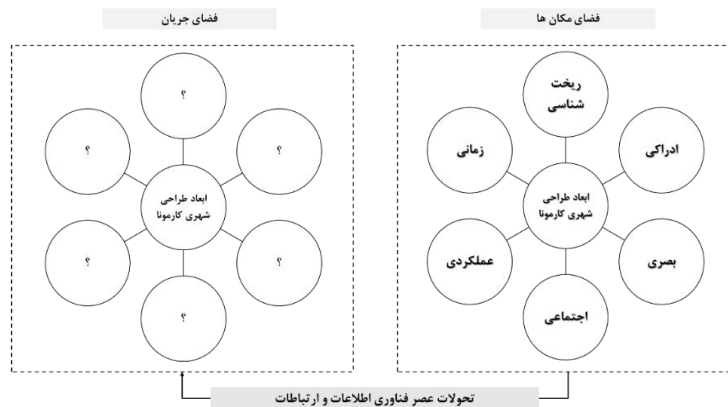 فضای مکان ها
ریخت
شناسی
ادراکی
زمانی
ابعاد طراحی
شهری کارمونا
بصری
عملکردی
اجتماعی
فضای جریان
؟
؟
؟
ابعاد طراحی
شهری کارمونا
؟
؟
؟
تحولات عصر فناوری اطلاعات و ارتباطات